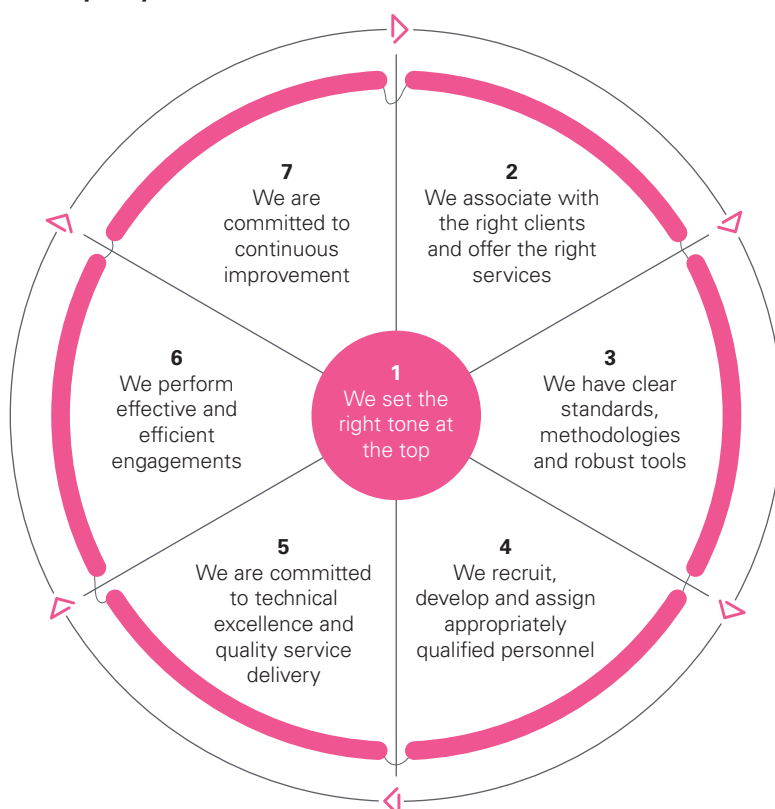 1
We set the
right tone at
the top
2
We associate with
the right clients
and offer the right
services
3
We have clear
standards,
methodologies
and robust tools
4
We recruit,
develop and assign
appropriately
qualified personnel
5
We are committed
to technical
excellence and
quality service
delivery
6
We perform
effective and
efficient
engagements
7
We are
committed to
continuous
improvement